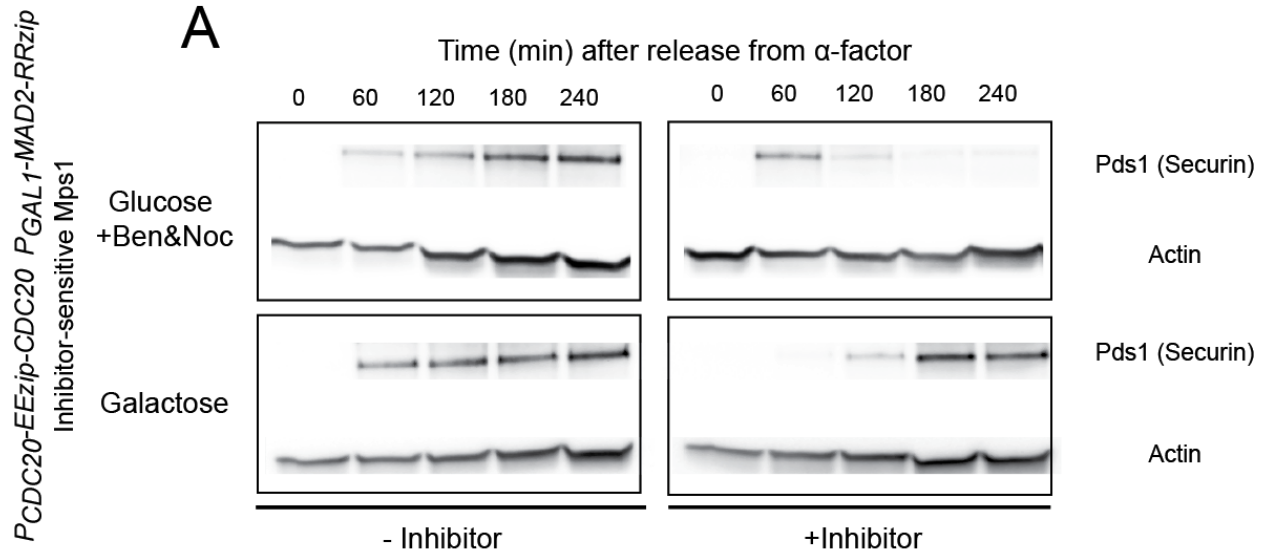 A
PCDC20-EEzip-CDC20 PGAL1-MAD2-RRzip
Inhibitor-sensitive Mps1
Time (min) after release from α-factor
0 60 120 180 240
0 60 120 180 240
Glucose
+Ben&Noc
Pds1 (Securin)
Actin
Galactose
Pds1 (Securin)
Actin
- Inhibitor
+Inhibitor